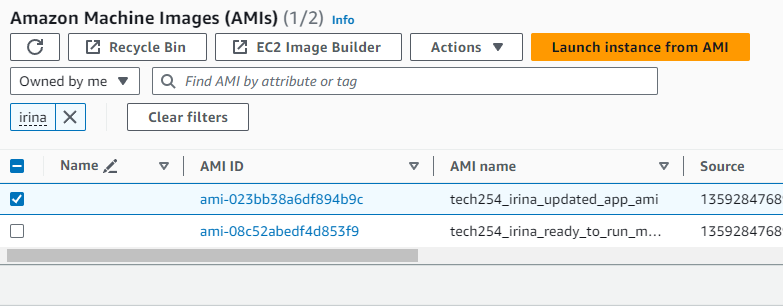 Amazon Machine Images (AMIs) (1/2) Info
Recycle Bin EC2 Image Builder Actions Launch instance from AMI
Owned by me Find AMI by attribute or tag
irina Clear filters
Name AMI ID AMI name Source
ami-023bb38a6df894b9c tech254_irina_updated_app_ami 135928476
ami-08c52abedf4d853f9 tech254_irina_ready_to_run_m... 135928476